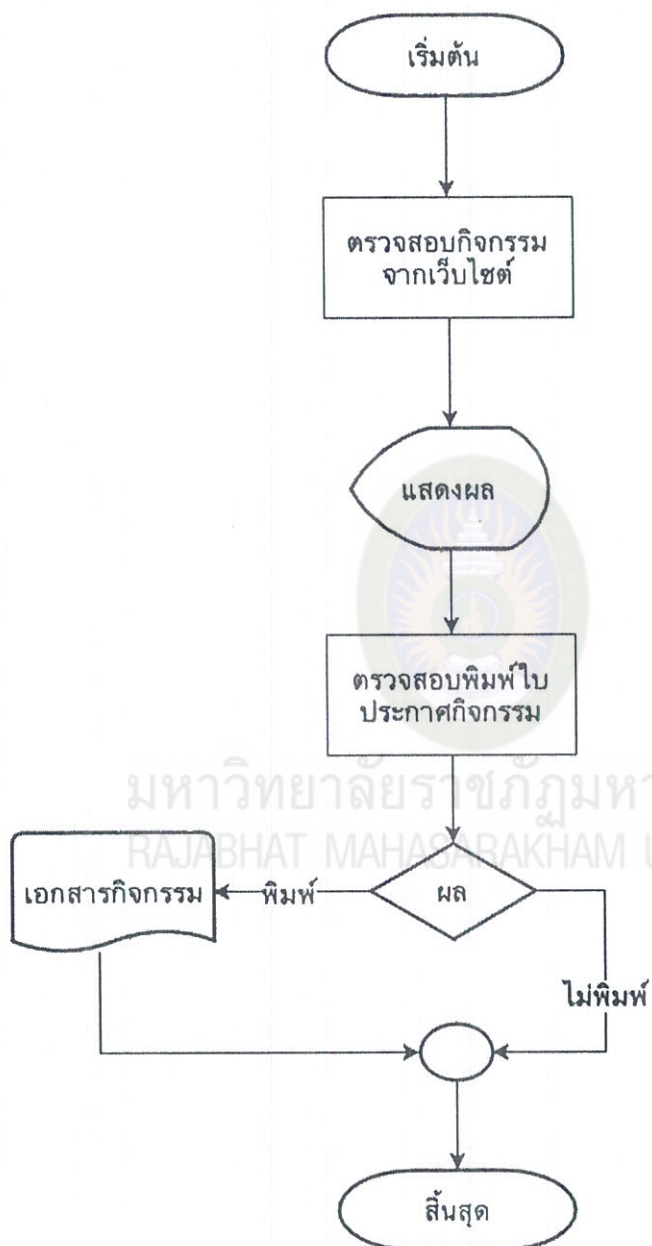 เริ่มต้น
ตรวจสอบกิจกรรม
จากเว็บไซต์
แสดงผล
ตรวจสอบพิมพ์ใบ
ประกาศกิจกรรม
มหาวิทยาลัยราชภัฏมหา
RAJABHAT MAHASARAKHAM U
เอกสารกิจกรรม
พิมพ์
ผล
ไม่พิมพ์
สิ้นสุด